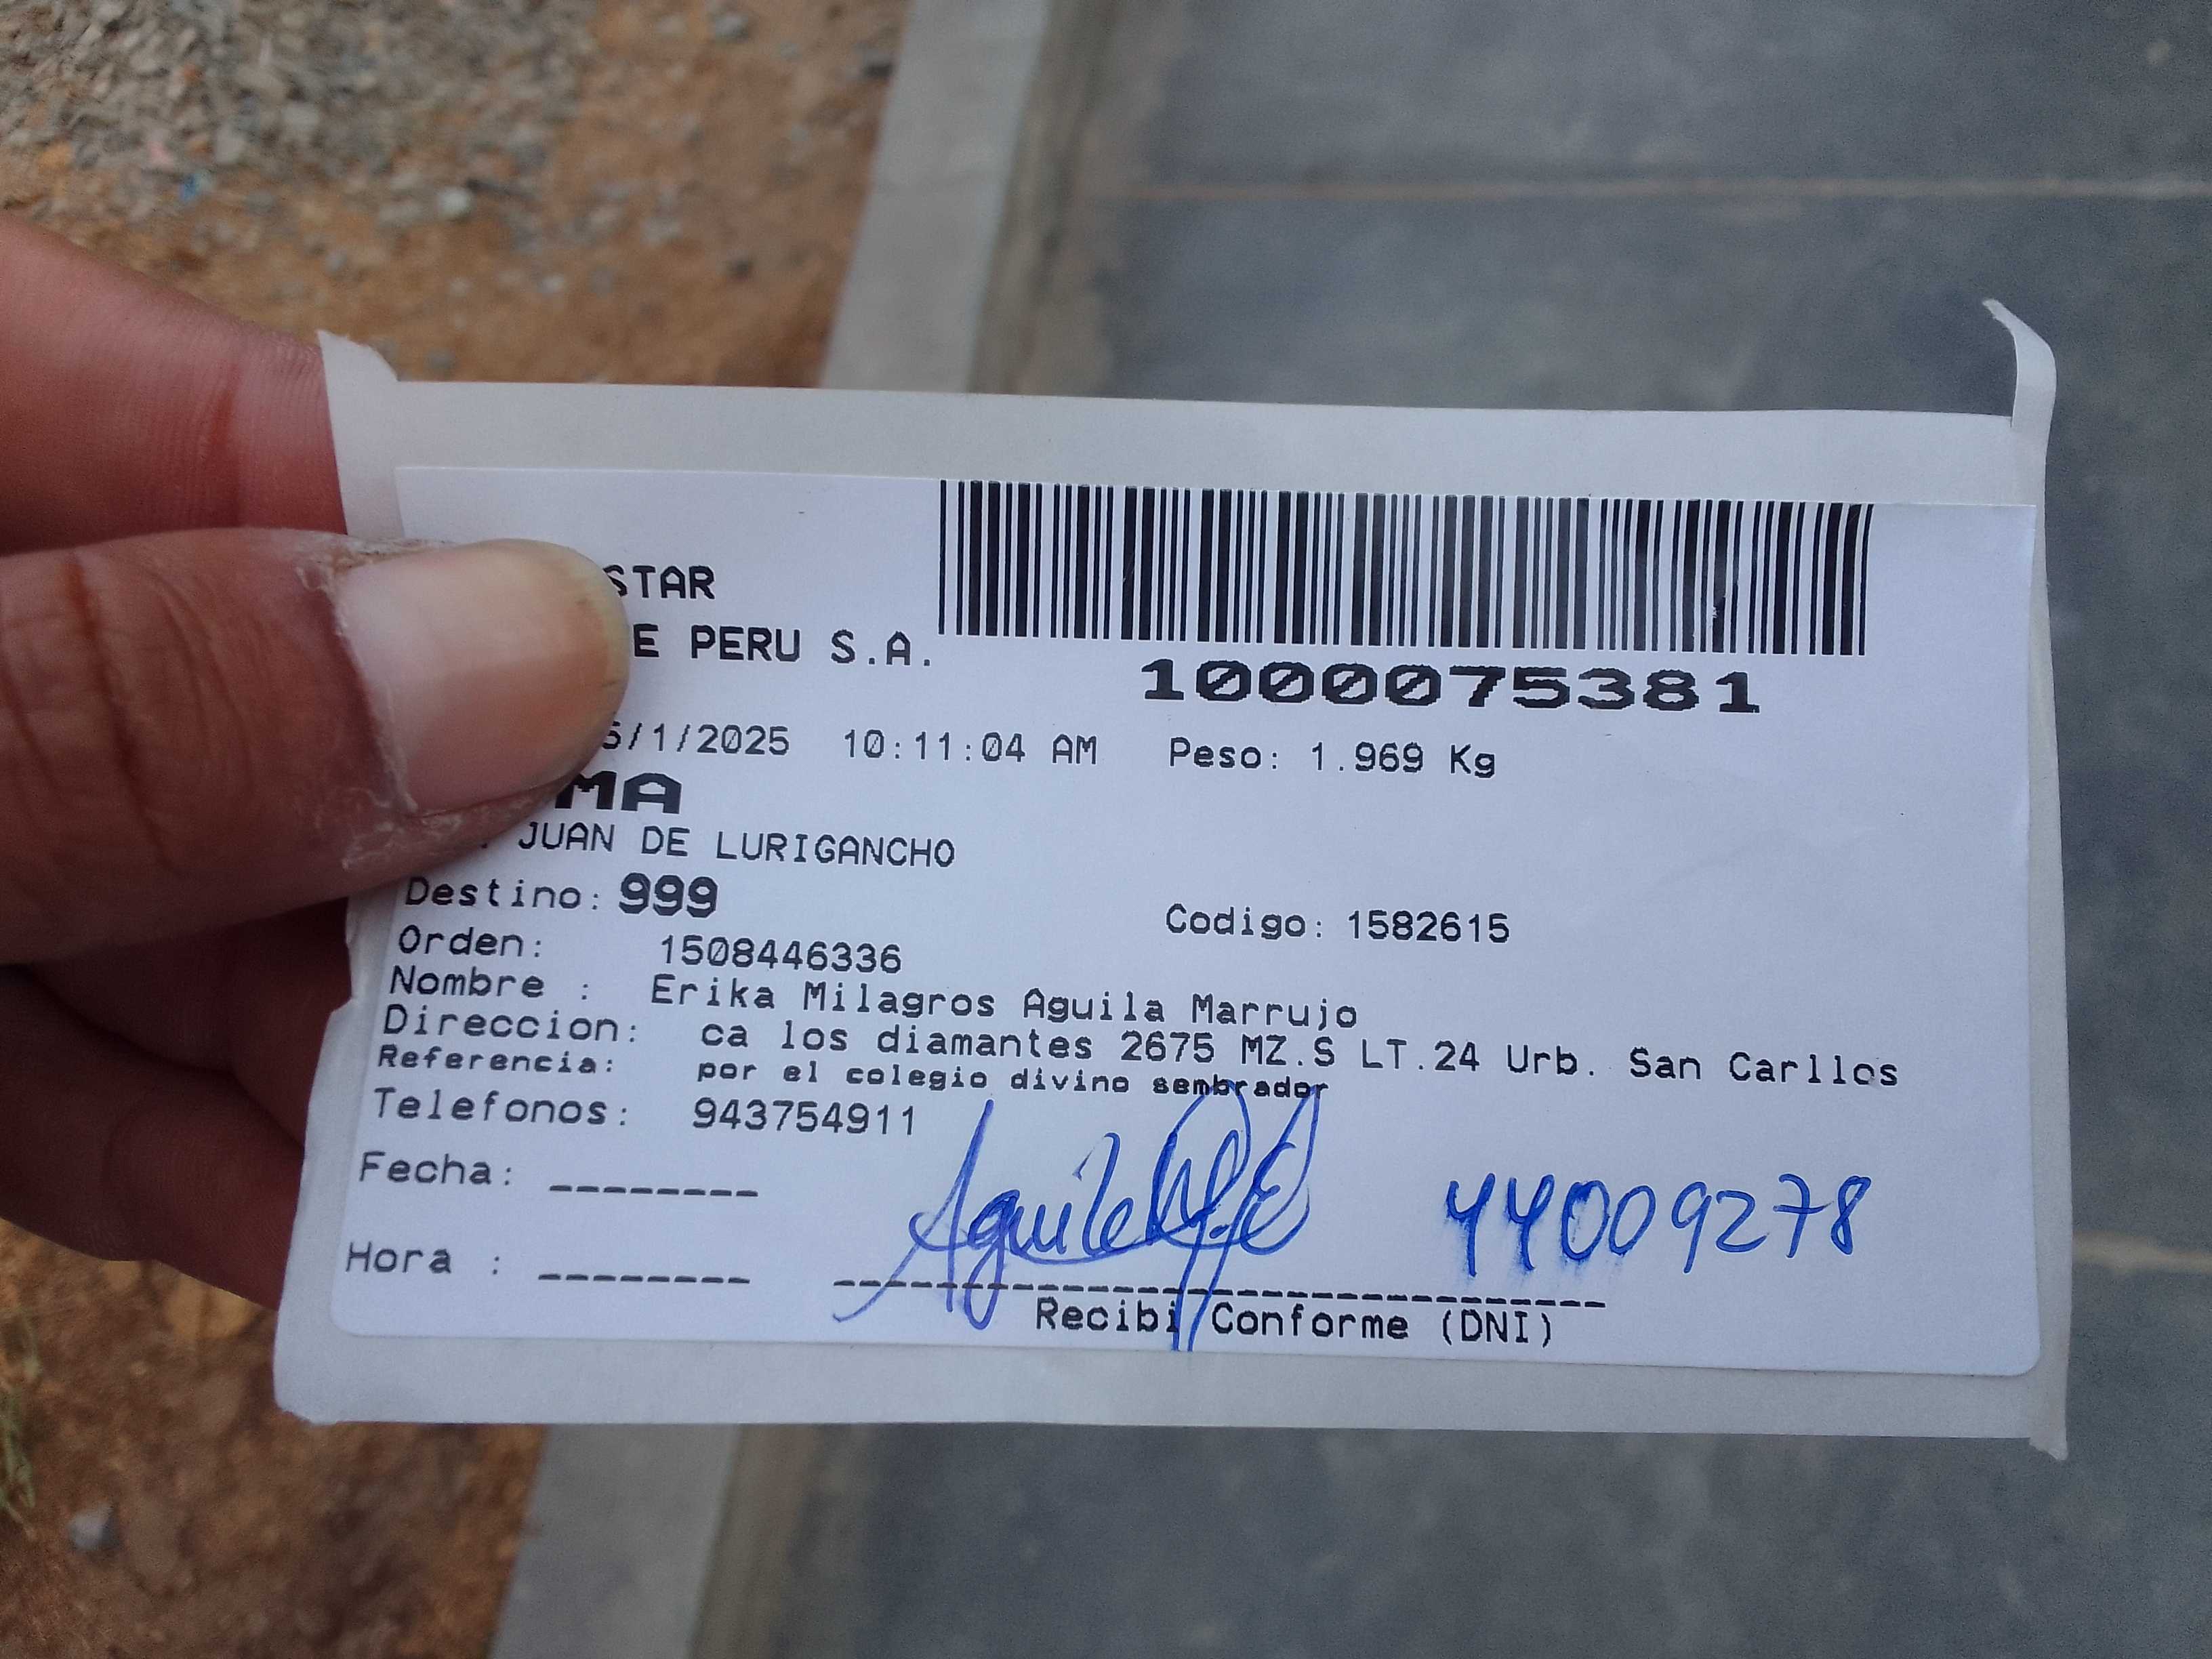 STAR
E PERU S.A.
1000075381
5/1/2025 10:11:04 AM Peso: 1.969 Kg
MA
JUAN DE LURIGANCHO
Destino: 999
Codigo: 1582615
Orden: 1508446336
Nombre : Erika Milagros Aguila Marrujo
Direccion: ca los diamantes 2675 MZ.S LT.24 Urb. San Carllos
Referencia: por el colegio divino sembrador
Telefonos: 943754911
Fecha: --------
44009278
Hora : --------
Recibi Conforme (DNI)